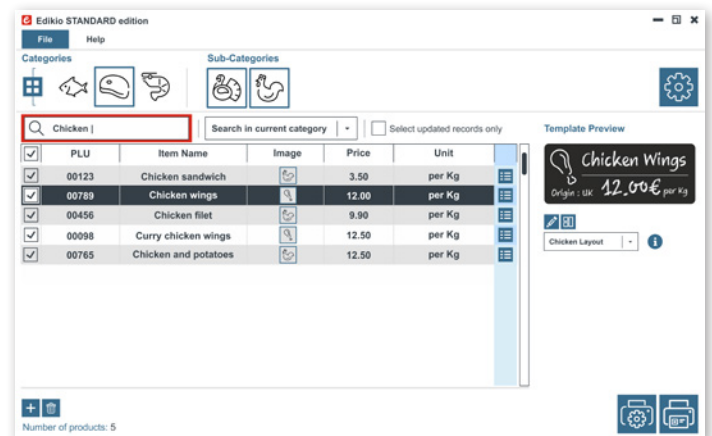 Edikio STANDARD edition
File Help
Categories Sub-Categories
Chicken | Search in current category Select updated records only Template Preview
PLU Item Name Image Price Unit
00123 Chicken sandwich 3.50 per Kg
00789 Chicken wings 12.00 per Kg
00456 Chicken filet 9.90 per Kg
00098 Curry chicken wings 12.50 per Kg
00765 Chicken and potatoes 12.50 per Kg
Chicken Wings
Origin : UK 12.00€ per Kg
Chicken Layout
Number of products: 5